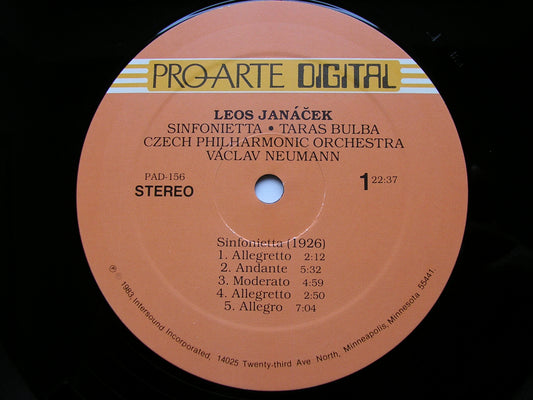 PRO-ARTE DIGITAL
LEOS JANÁČEK
SINFONIETTA • TARAS BULBA
CZECH PHILHARMONIC ORCHESTRA
VÁCLAV NEUMANN
PAD-156
STEREO
1 22:37
Sinfonietta (1926)
1. Allegretto 2:12
2. Andante 5:32
3. Moderato 4:59
4. Allegretto 2:50
5. Allegro 7:04
℗ © 1983, Intersound Incorporated, 14025 Twenty-third Ave North, Minneapolis, Minnesota 55441.